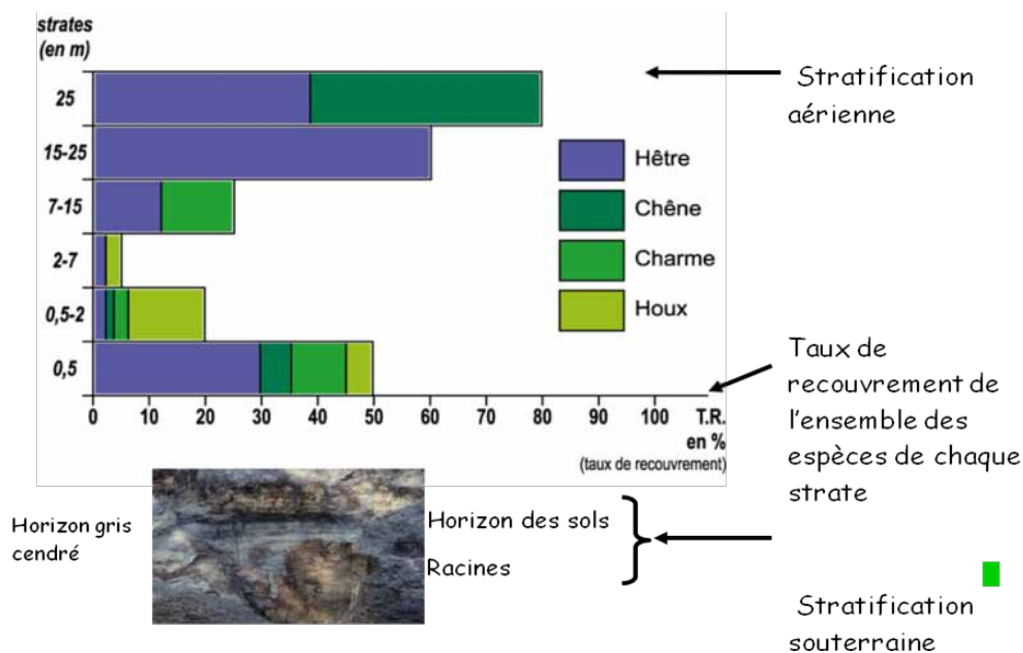 strates
(en m)
25
15-25
7-15
2-7
0,5-2
0,5
0 10 20 30 40 50 60 70 80 90 100 T.R.
en %
(taux de recouvrement)
Hêtre
Chêne
Charme
Houx
Stratification
aérienne
Taux de
recouvrement de
l'ensemble des
espèces de chaque
strate
Horizon gris
cendré
Horizon des sols
Racines
Stratification
souterraine